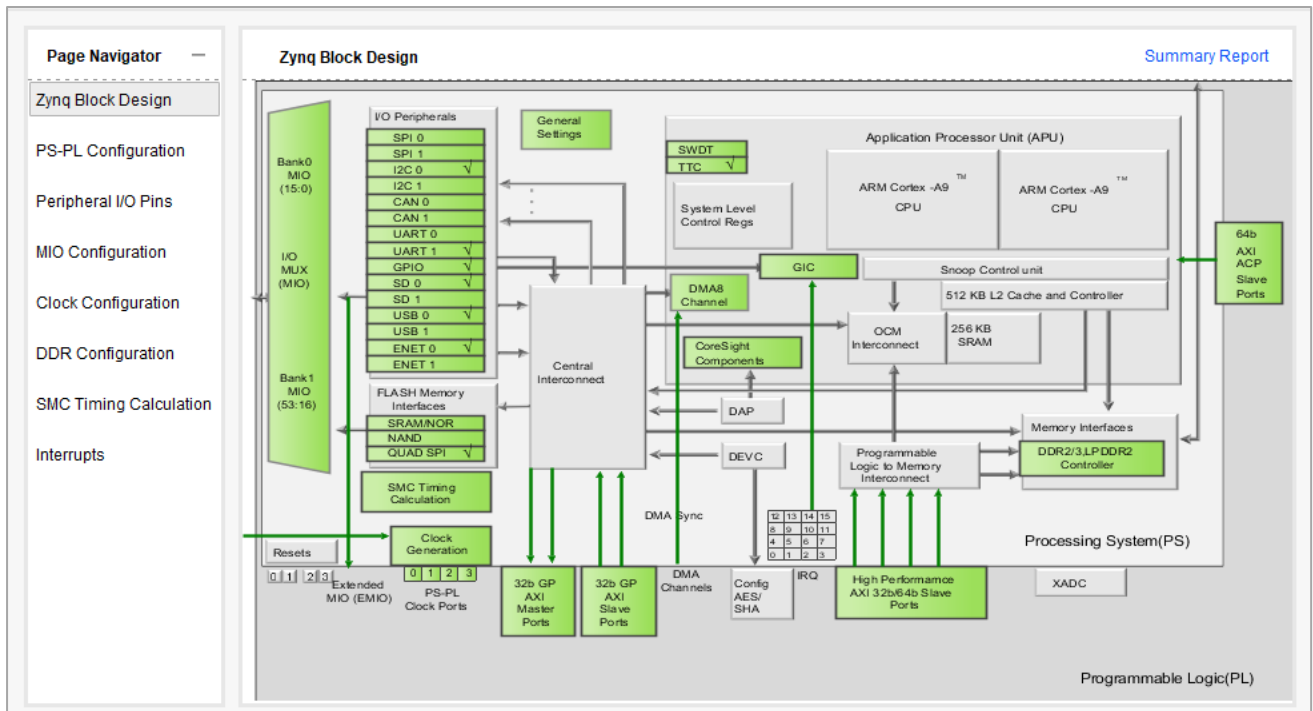 Page Navigator —
Zynq Block Design
PS-PL Configuration
Peripheral I/O Pins
MIO Configuration
Clock Configuration
DDR Configuration
SMC Timing Calculation
Interrupts
Zynq Block Design
Summary Report
Bank0
MIO
(15:0)
I/O
MUX
(MIO)
Bank1
MIO
(53:16)
I/O Peripherals
SPI 0
SPI 1
I2C 0 √
I2C 1
CAN 0
CAN 1
UART 0
UART 1 √
GPIO √
SD 0 √
SD 1
USB 0 √
USB 1
ENET 0 √
ENET 1
FLASH Memory
Interfaces
SRAM/NOR
NAND
QUAD SPI √
SMC Timing
Calculation
General
Settings
Application Processor Unit (APU)
SWDT
TTC √
System Level
Control Regs
ARM Cortex -A9 ™
CPU
ARM Cortex -A9 ™
CPU
GIC
Snoop Control unit
DMA8
Channel
512 KB L2 Cache and Controller
OCM
Interconnect
256 KB
SRAM
CoreSight
Components
Central
Interconnect
DAP
DEVC
Programmable
Logic to Memory
Interconnect
Memory Interfaces
DDR2/3,LPDDR2
Controller
64b
AXI
ACP
Slave
Ports
DMA Sync
12 13 14 15
8 9 10 11
4 5 6 7
0 1 2 3
Processing System(PS)
Resets
0 1 2 3
Clock
Generation
0 1 2 3
Extended
MIO (EMIO)
PS-PL
Clock Ports
32b GP
AXI
Master
Ports
32b GP
AXI
Slave
Ports
DMA
Channels
Config
AES/
SHA
IRQ
High Performamce
AXI 32b/64b Slave
Ports
XADC
Programmable Logic(PL)